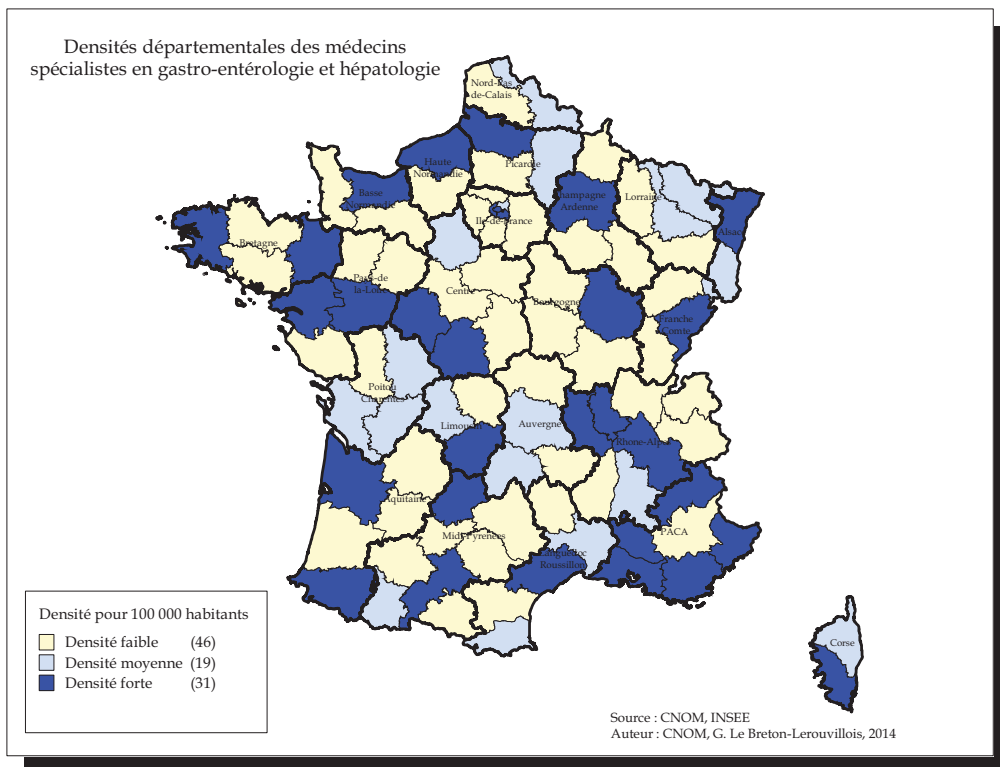 Densités départementales des médecins
spécialistes en gastro-entérologie et hépatologie
Nord-Pas
de-Calais
Haute
Normandie
Picardie
Basse
Normandie
Ile-de-France
Champagne
Ardenne
Lorraine
Alsace
Bretagne
Pays-de
la-Loire
Centre
Bourgogne
Franche
Comte
Poitou
Charentes
Limousin
Auvergne
Rhone-Alpes
Aquitaine
Midi-Pyrenees
Languedoc
Roussillon
PACA
Corse
Densité pour 100 000 habitants
Densité faible (46)
Densité moyenne (19)
Densité forte (31)
Source : CNOM, INSEE
Auteur : CNOM, G. Le Breton-Lerouvillois, 2014